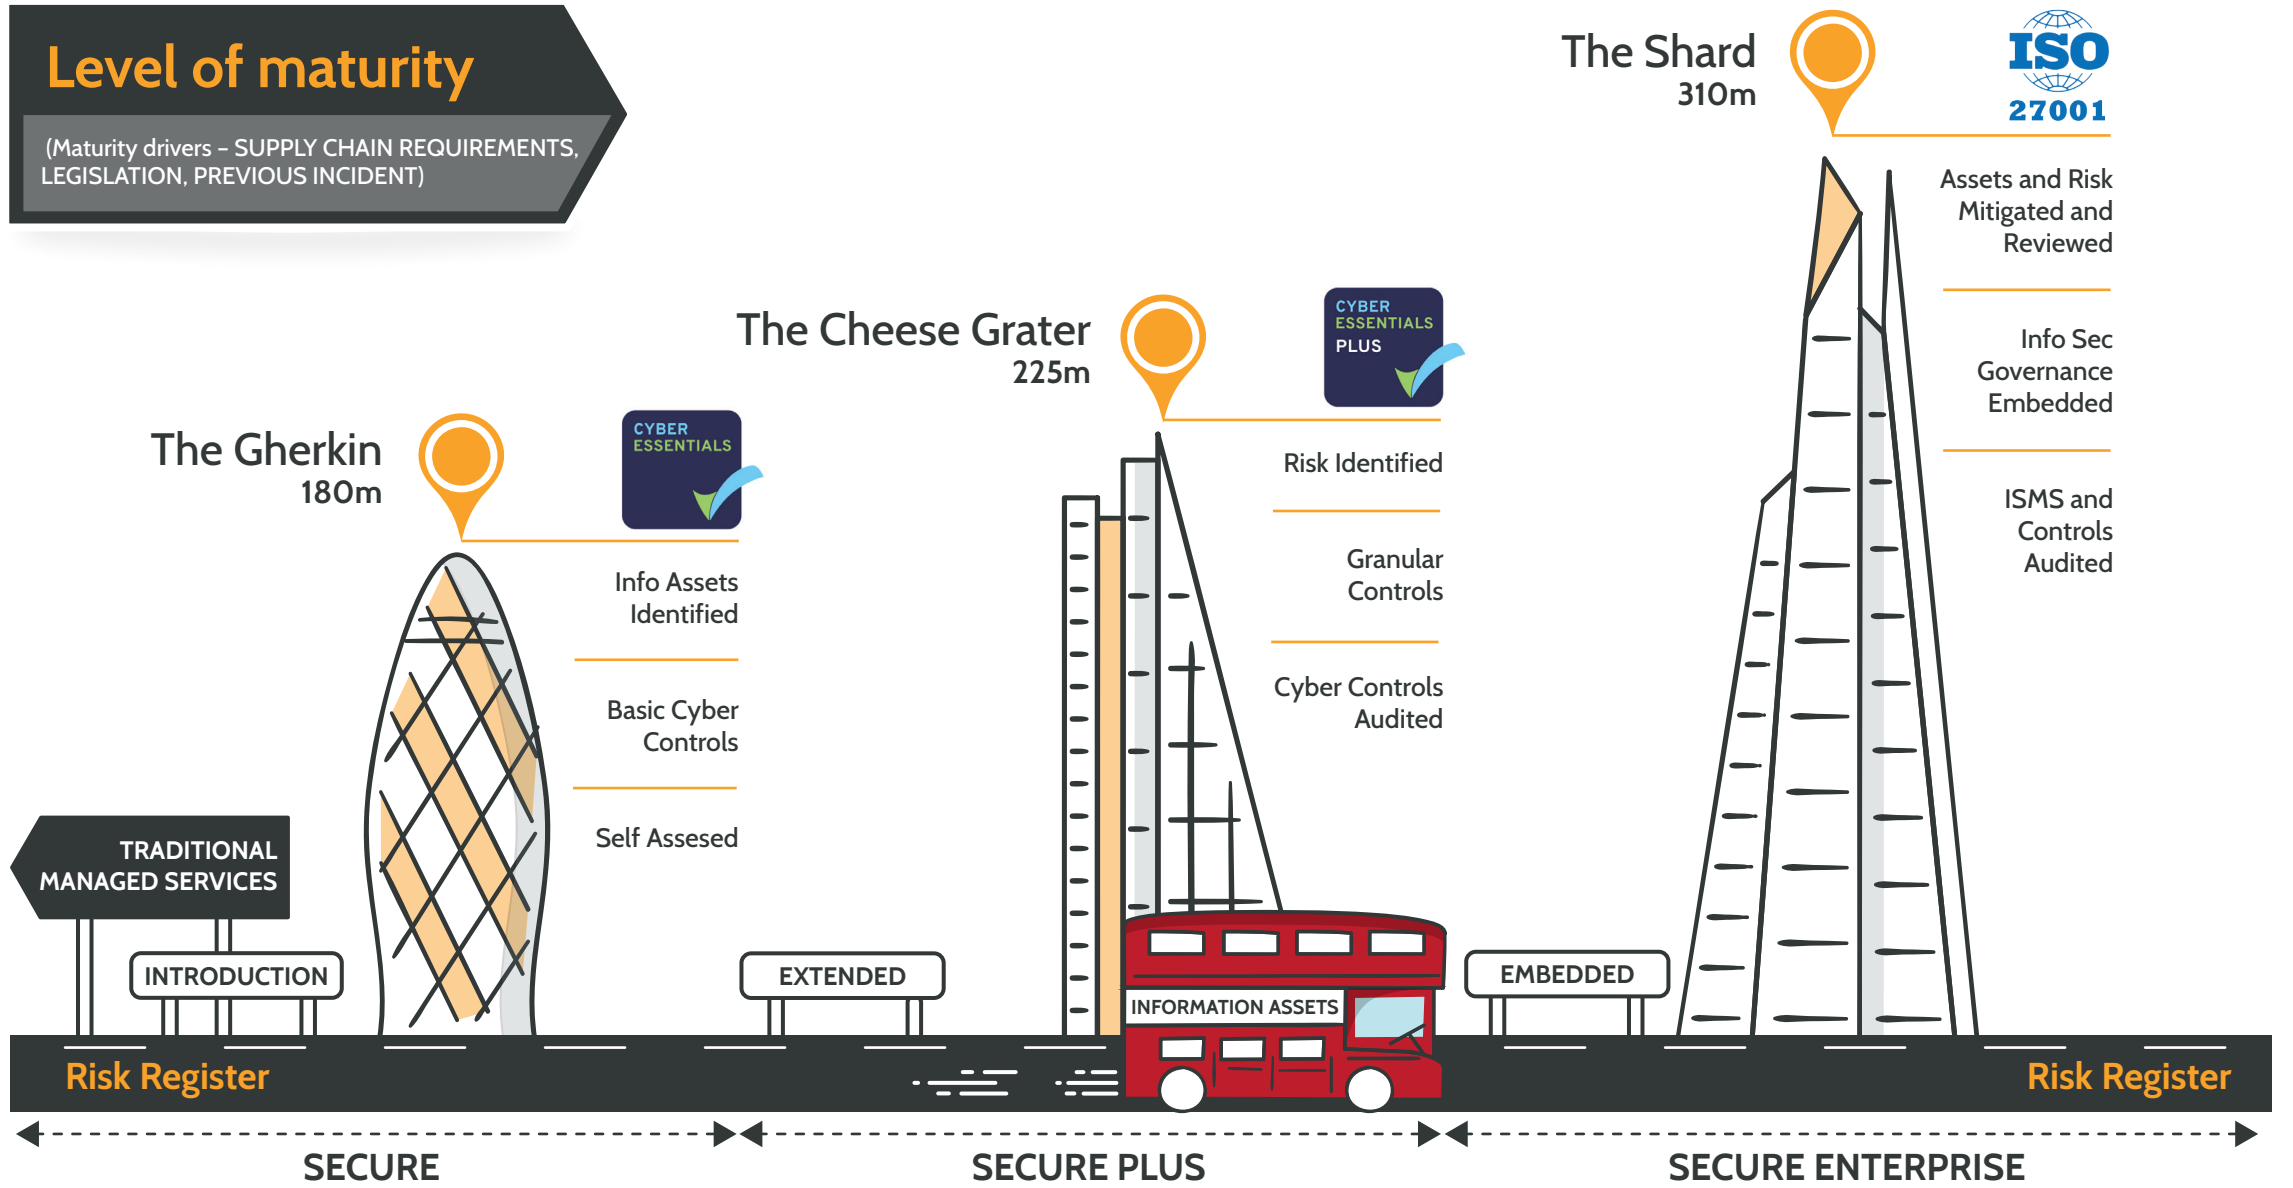 Level of maturity
(Maturity drivers – SUPPLY CHAIN REQUIREMENTS,
LEGISLATION, PREVIOUS INCIDENT)
The Gherkin
180m
CYBER
ESSENTIALS
Info Assets
Identified
Basic Cyber
Controls
Self Assesed
The Cheese Grater
225m
CYBER
ESSENTIALS
PLUS
Risk Identified
Granular
Controls
Cyber Controls
Audited
The Shard
310m
ISO
27001
Assets and Risk
Mitigated and
Reviewed
Info Sec
Governance
Embedded
ISMS and
Controls
Audited
TRADITIONAL
MANAGED SERVICES
INTRODUCTION
EXTENDED
INFORMATION ASSETS
EMBEDDED
Risk Register
Risk Register
SECURE
SECURE PLUS
SECURE ENTERPRISE